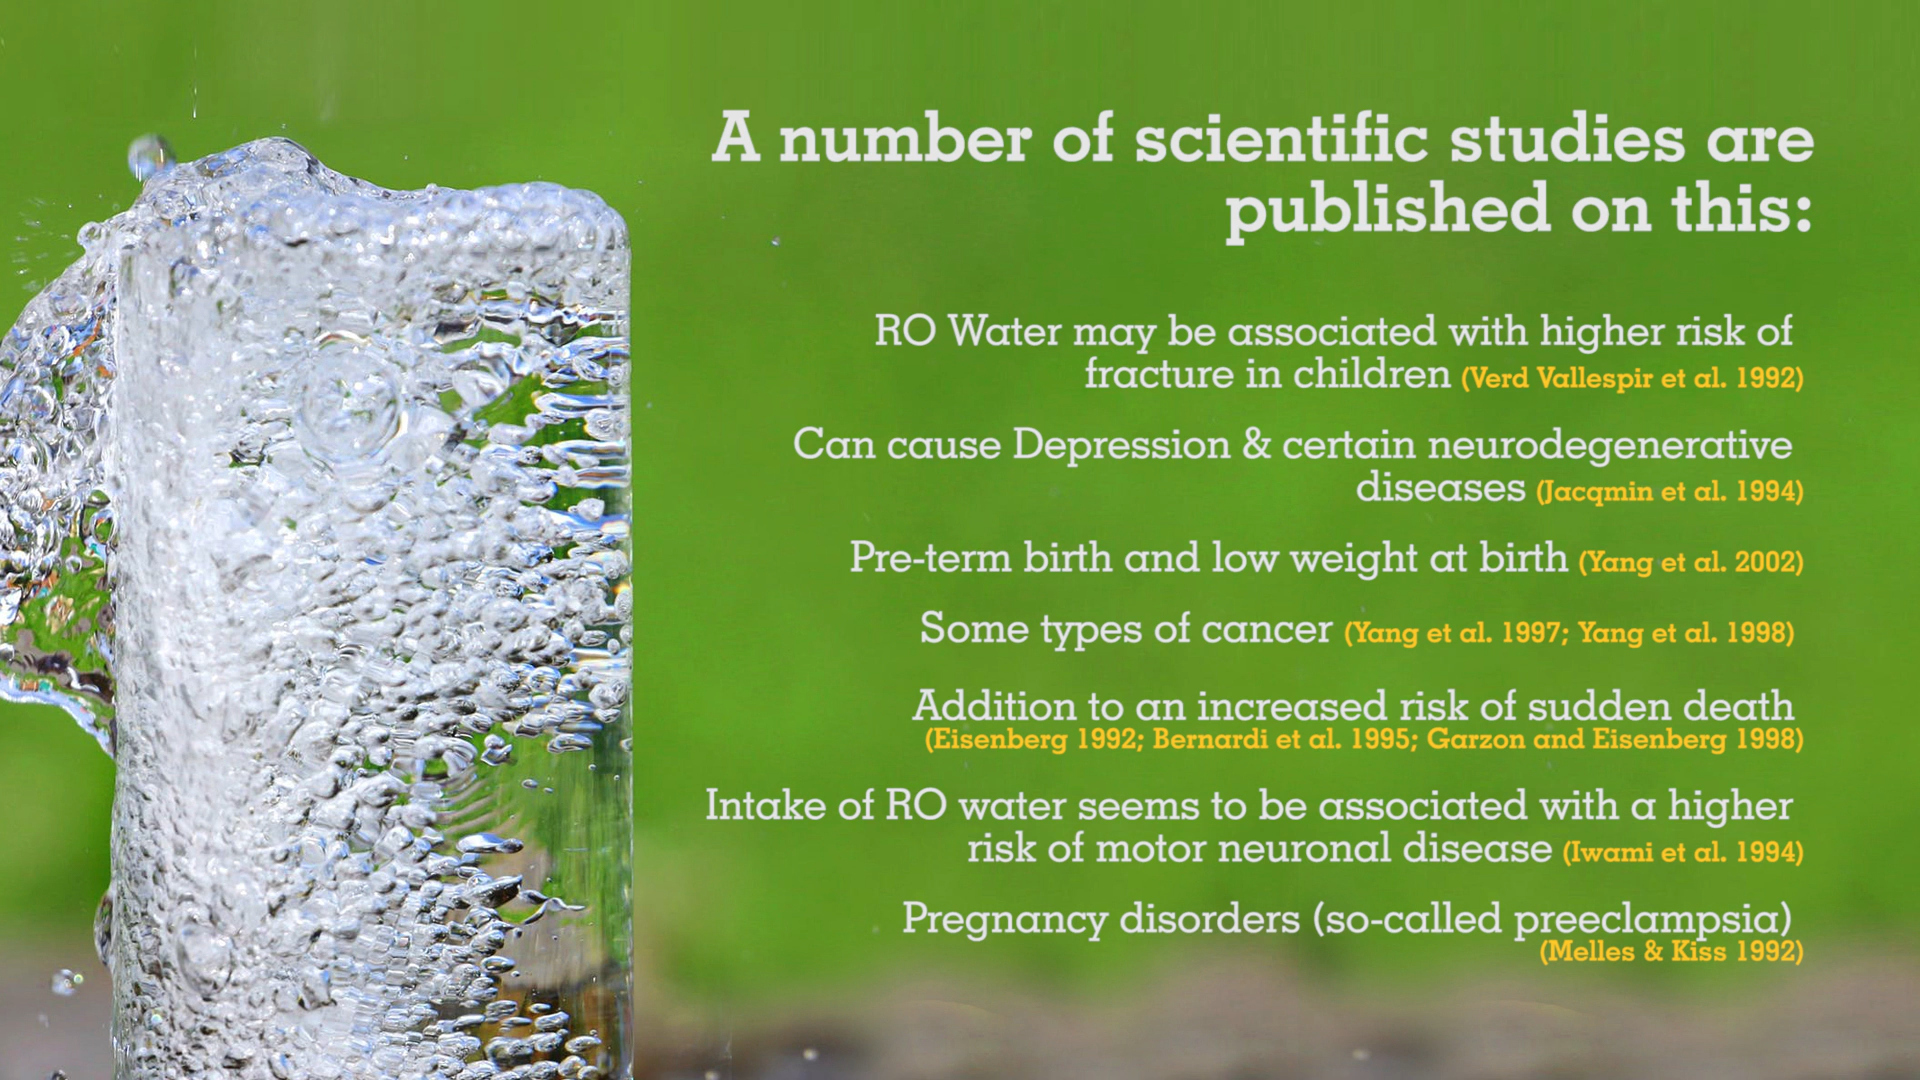 A number of scientific studies are
published on this:
RO Water may be associated with higher risk of
fracture in children (Verd Vallespir et al. 1992)
Can cause Depression & certain neurodegenerative
diseases (Jacqmin et al. 1994)
Pre-term birth and low weight at birth (Yang et al. 2002)
Some types of cancer (Yang et al. 1997; Yang et al. 1998)
Addition to an increased risk of sudden death
(Eisenberg 1992; Bernardi et al. 1995; Garzon and Eisenberg 1998)
Intake of RO water seems to be associated with a higher
risk of motor neuronal disease (Iwami et al. 1994)
Pregnancy disorders (so-called preeclampsia)
(Melles & Kiss 1992)